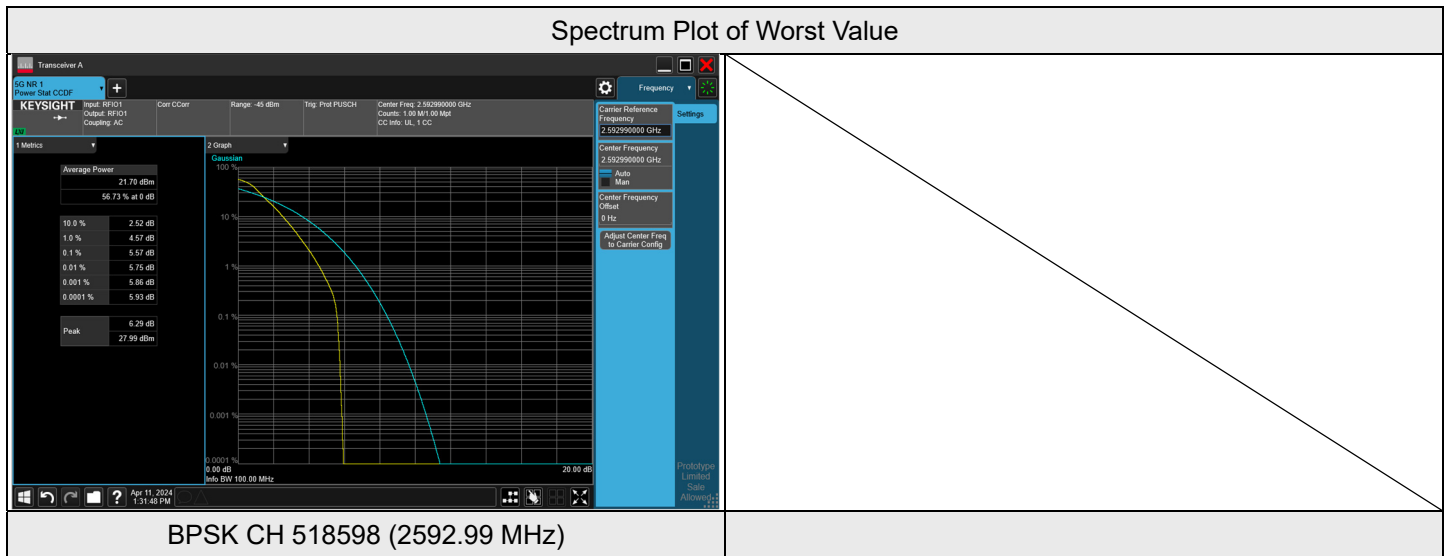 Spectrum Plot of Worst Value
Transceiver A
5G NR 1
Power Stat CCDF
+
Frequency
KEYSIGHT
Input: RFIO1
Output: RFIO1
Coupling: AC
Corr CCorr
Range: -45 dBm
Trig: Prot PUSCH
Center Freq: 2.592990000 GHz
Counts: 1.00 M/1.00 Mpt
CC Info: UL, 1 CC
LXI
Carrier Reference
Frequency
2.592990000 GHz
Settings
Center Frequency
2.592990000 GHz
Auto
Man
Center Frequency
Offset
0 Hz
Adjust Center Freq
to Carrier Config
1 Metrics
Average Power
21.70 dBm
56.73 % at 0 dB
10.0 % 2.52 dB
1.0 % 4.57 dB
0.1 % 5.57 dB
0.01 % 5.75 dB
0.001 % 5.86 dB
0.0001 % 5.93 dB
Peak
6.29 dB
27.99 dBm
2 Graph
Gaussian
100 %
10 %
1 %
0.1 %
0.01 %
0.001 %
0.0001 %
0.00 dB 20.00 dB
Info BW 100.00 MHz
Prototype
Limited
Sale
Allowed
?
Apr 11, 2024
1:31:48 PM
BPSK CH 518598 (2592.99 MHz)